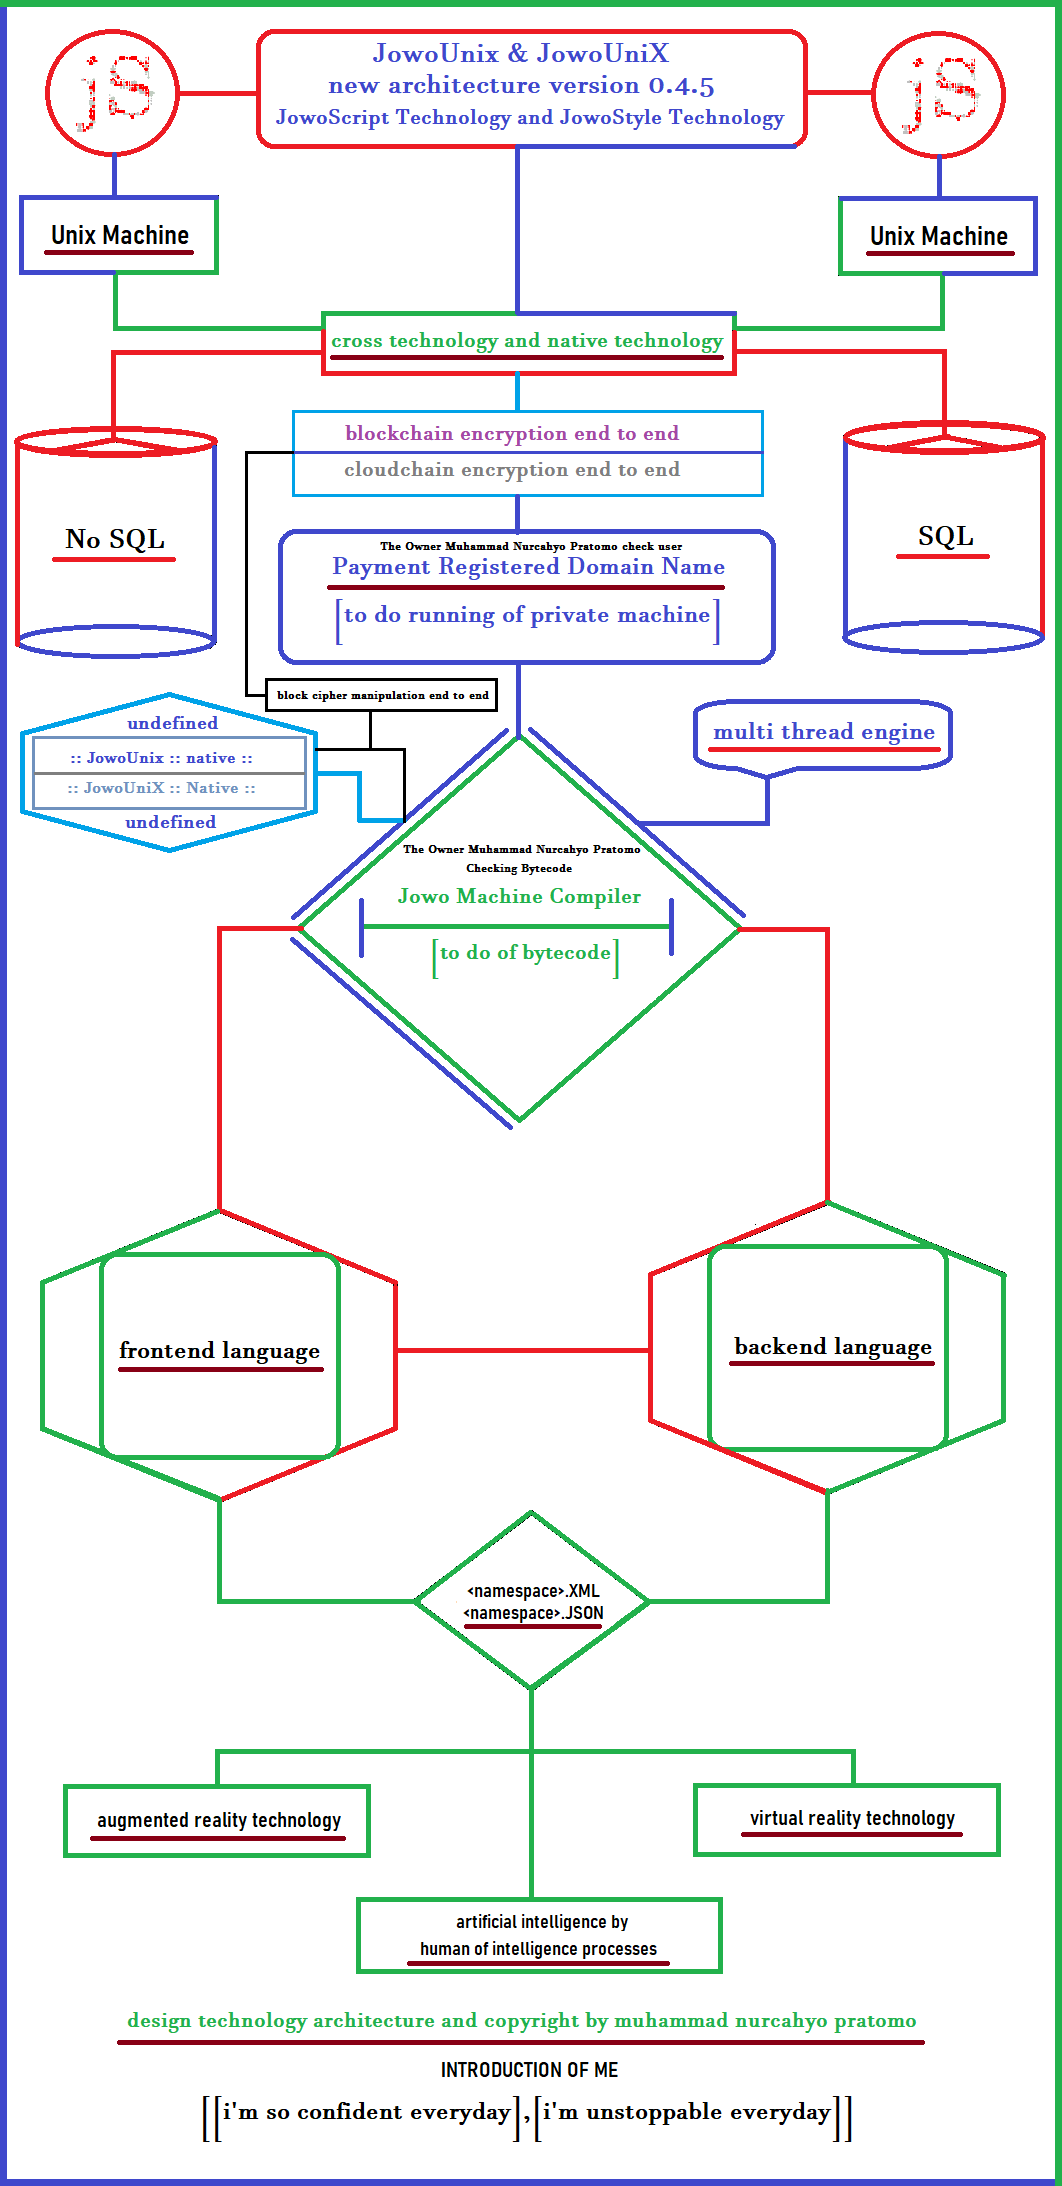 JowoUnix & JowoUniX
new architecture version 0.4.5
JowoScript Technology and JowoStyle Technology
js
js
Unix Machine
Unix Machine
cross technology and native technology
blockchain encryption end to end
cloudchain encryption end to end
No SQL
SQL
The Owner Muhammad Nurcahyo Pratomo check user
Payment Registered Domain Name
[to do running of private machine]
block cipher manipulation end to end
undefined
:: JowoUnix :: native ::
:: JowoUniX :: Native ::
undefined
multi thread engine
The Owner Muhammad Nurcahyo Pratomo
Checking Bytecode
Jowo Machine Compiler
[to do of bytecode]
frontend language
backend language
<namespace>.XML
<namespace>.JSON
augmented reality technology
virtual reality technology
artificial intelligence by
human of intelligence processes
design technology architecture and copyright by muhammad nurcahyo pratomo
INTRODUCTION OF ME
[[i'm so confident everyday],[i'm unstoppable everyday]]